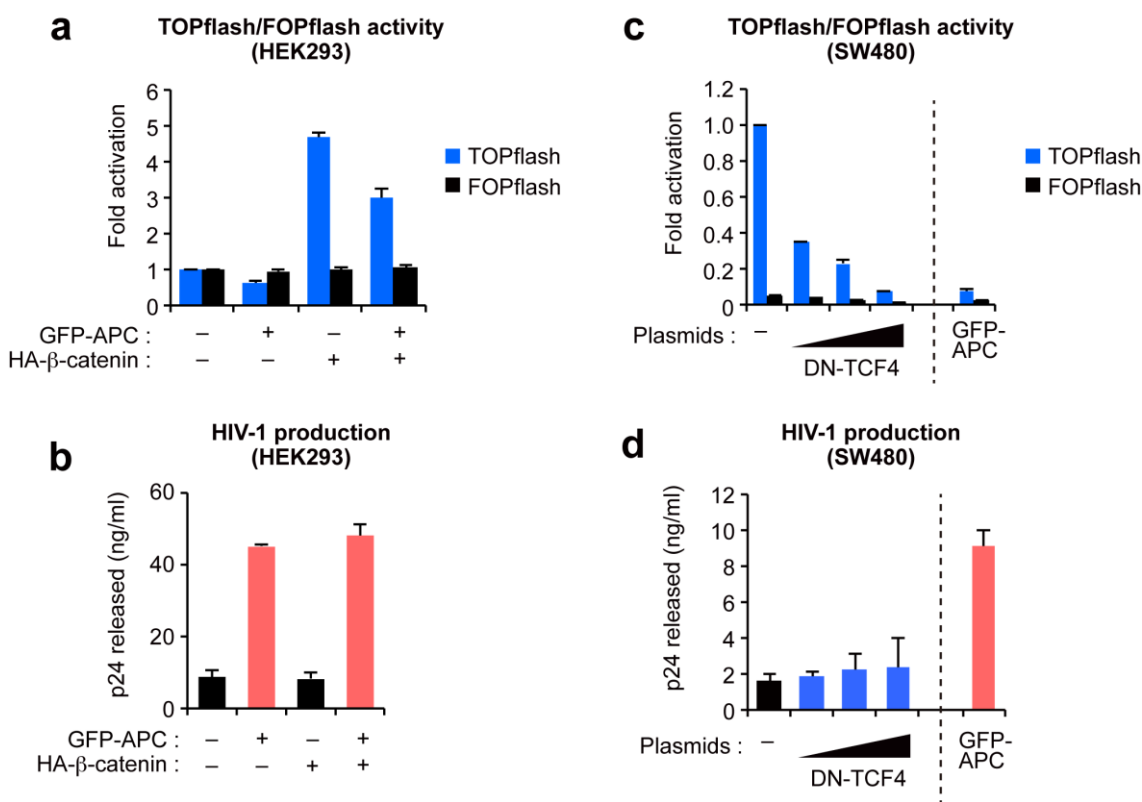 a
TOPflash/FOPflash activity
(HEK293)
Fold activation
6
5
4
3
2
1
0
TOPflash
FOPflash
GFP-APC : – + – +
HA-β-catenin : – – + +
c
TOPflash/FOPflash activity
(SW480)
Fold activation
1.2
1.0
0.8
0.6
0.4
0.2
0
TOPflash
FOPflash
Plasmids : –
DN-TCF4
GFP-
APC
b
HIV-1 production
(HEK293)
p24 released (ng/ml)
60
40
20
0
GFP-APC : – + – +
HA-β-catenin : – – + +
d
HIV-1 production
(SW480)
p24 released (ng/ml)
12
10
8
6
4
2
0
Plasmids : –
DN-TCF4
GFP-
APC